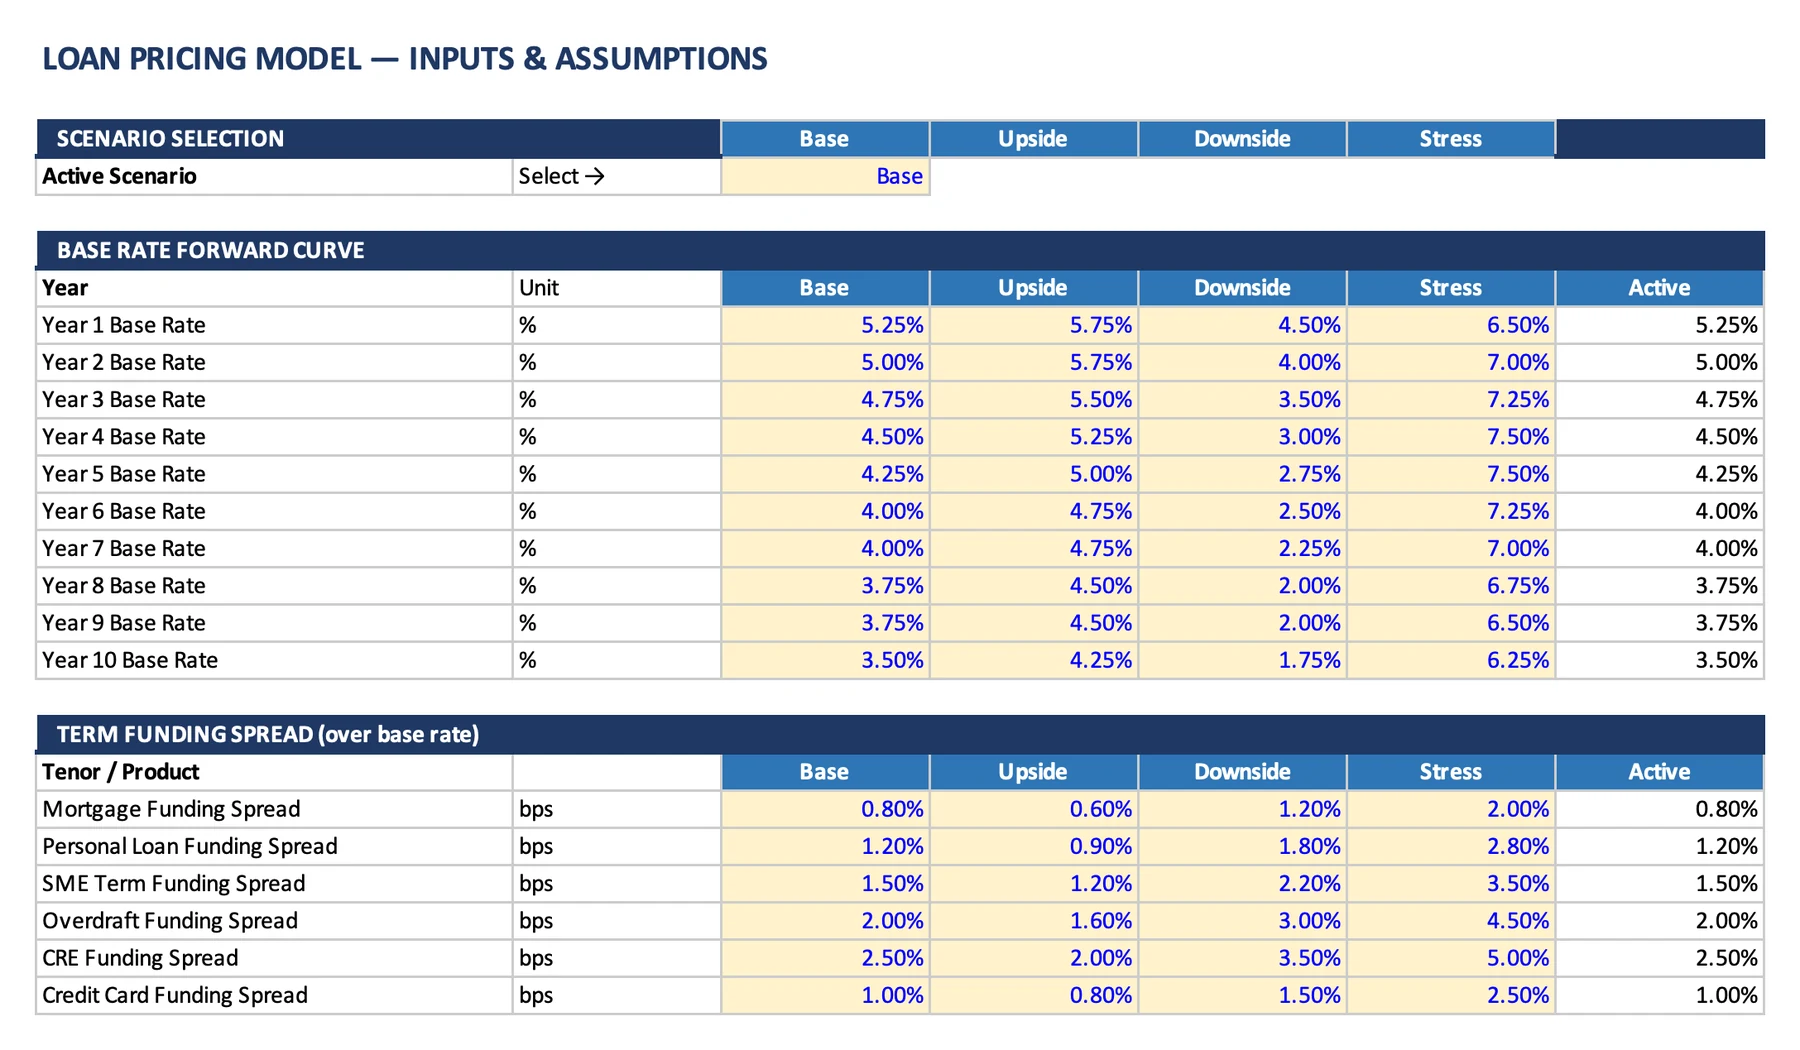 LOAN PRICING MODEL — INPUTS & ASSUMPTIONS
SCENARIO SELECTION Base Upside Downside Stress
Active Scenario Select → Base
BASE RATE FORWARD CURVE
Year Unit Base Upside Downside Stress Active
Year 1 Base Rate % 5.25% 5.75% 4.50% 6.50% 5.25%
Year 2 Base Rate % 5.00% 5.75% 4.00% 7.00% 5.00%
Year 3 Base Rate % 4.75% 5.50% 3.50% 7.25% 4.75%
Year 4 Base Rate % 4.50% 5.25% 3.00% 7.50% 4.50%
Year 5 Base Rate % 4.25% 5.00% 2.75% 7.50% 4.25%
Year 6 Base Rate % 4.00% 4.75% 2.50% 7.25% 4.00%
Year 7 Base Rate % 4.00% 4.75% 2.25% 7.00% 4.00%
Year 8 Base Rate % 3.75% 4.50% 2.00% 6.75% 3.75%
Year 9 Base Rate % 3.75% 4.50% 2.00% 6.50% 3.75%
Year 10 Base Rate % 3.50% 4.25% 1.75% 6.25% 3.50%
TERM FUNDING SPREAD (over base rate)
Tenor / Product Base Upside Downside Stress Active
Mortgage Funding Spread bps 0.80% 0.60% 1.20% 2.00% 0.80%
Personal Loan Funding Spread bps 1.20% 0.90% 1.80% 2.80% 1.20%
SME Term Funding Spread bps 1.50% 1.20% 2.20% 3.50% 1.50%
Overdraft Funding Spread bps 2.00% 1.60% 3.00% 4.50% 2.00%
CRE Funding Spread bps 2.50% 2.00% 3.50% 5.00% 2.50%
Credit Card Funding Spread bps 1.00% 0.80% 1.50% 2.50% 1.00%